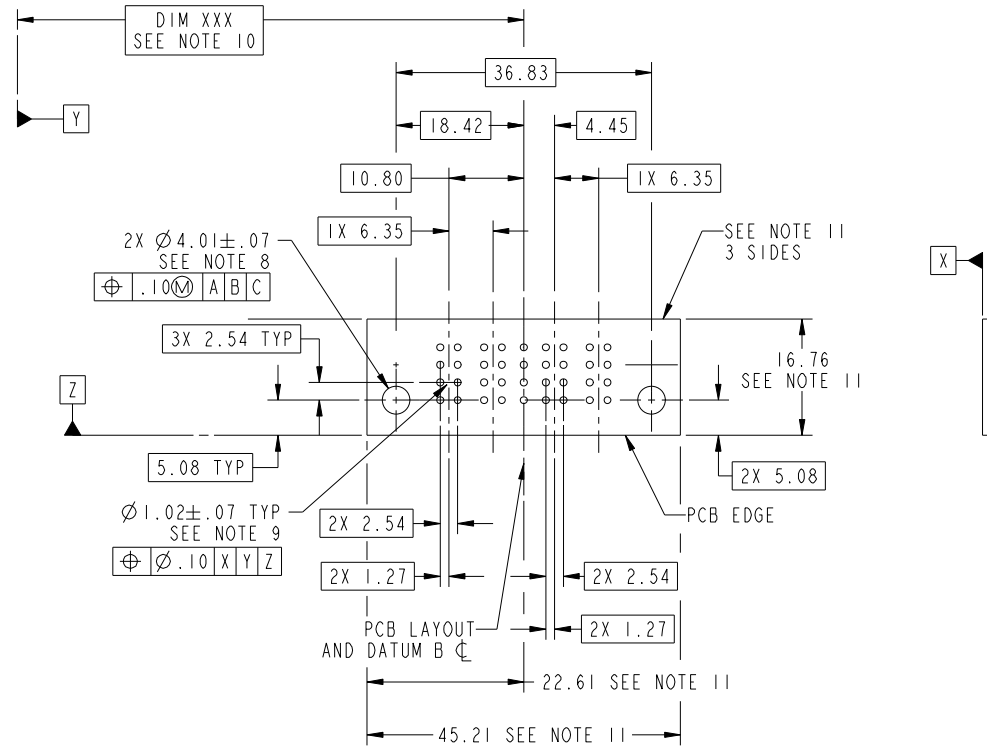 DIM XXX
SEE NOTE 10
36.83
Y
18.42
4.45
10.80
1X 6.35
1X 6.35
2X Ø4.01±.07
SEE NOTE 8
⌖ .10Ⓜ A B C
SEE NOTE 11
3 SIDES
X
3X 2.54 TYP
16.76
SEE NOTE 11
Z
5.08 TYP
2X 5.08
Ø1.02±.07 TYP
SEE NOTE 9
⌖ Ø.10 X Y Z
2X 2.54
PCB EDGE
2X 1.27
2X 2.54
PCB LAYOUT
AND DATUM B ℄
2X 1.27
22.61 SEE NOTE 11
45.21 SEE NOTE 11